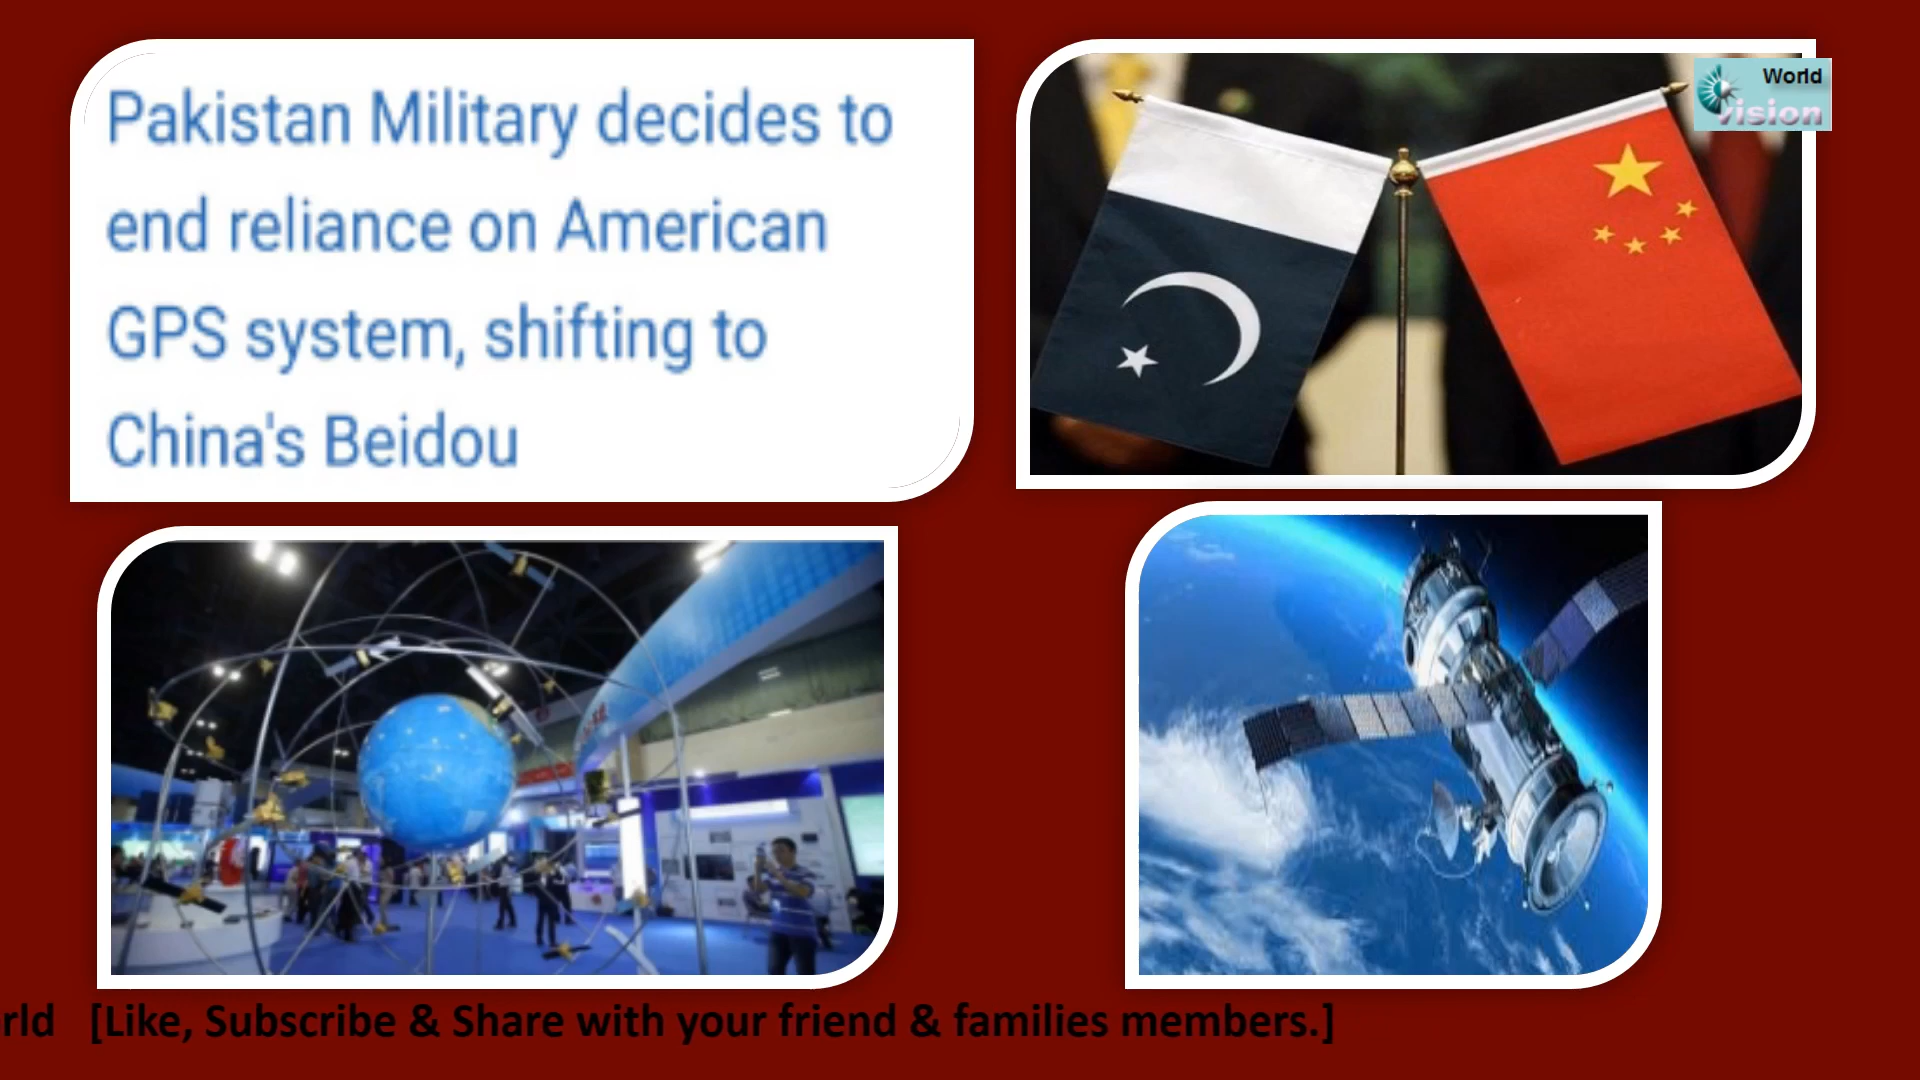 Pakistan Military decides to
end reliance on American
GPS system, shifting to
China's Beidou
World
vision
rld [Like, Subscribe & Share with your friend & families members.]